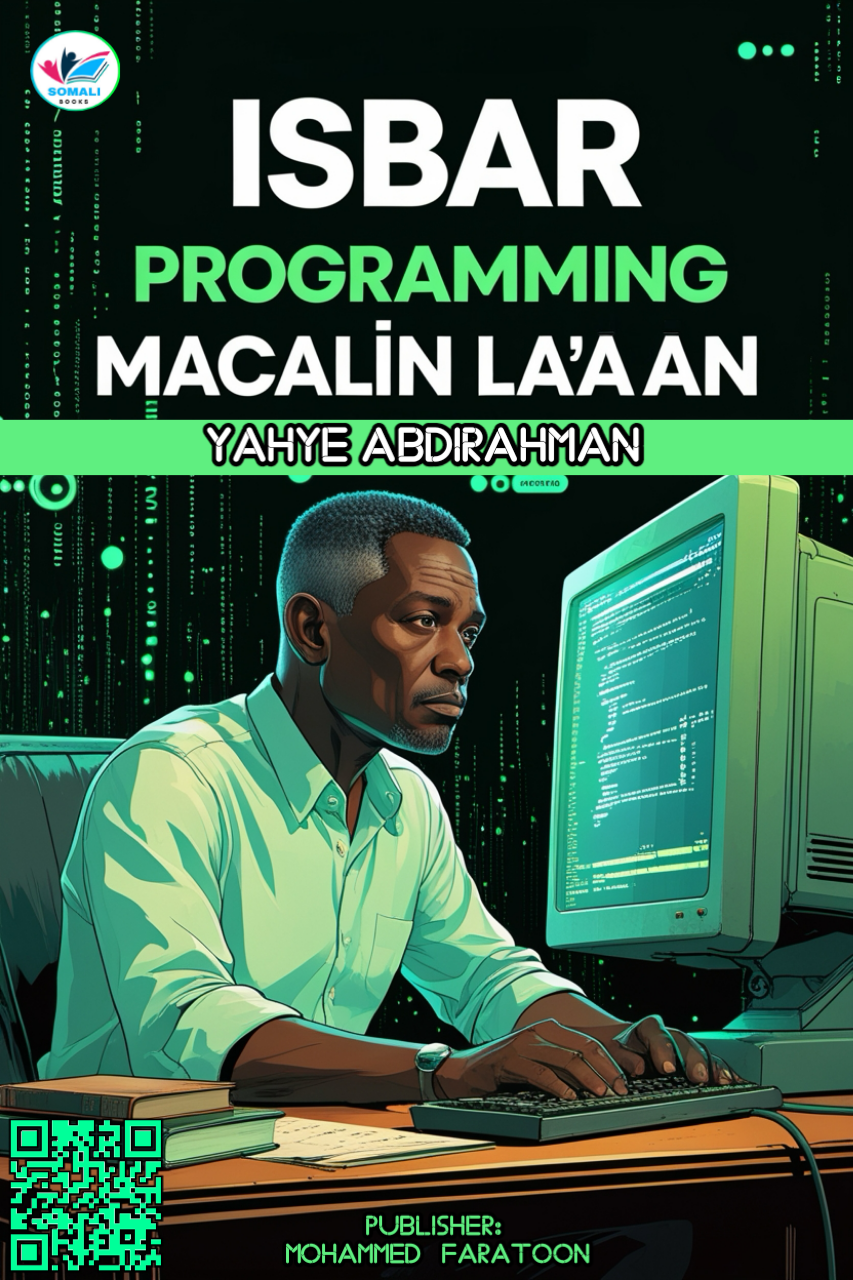 SOMALI
BOOKS
ISBAR
PROGRAMMING
MACALİN LA'AAN
YAHYE ABDIRAHMAN
PUBLISHER:
MOHAMMED FARATOON